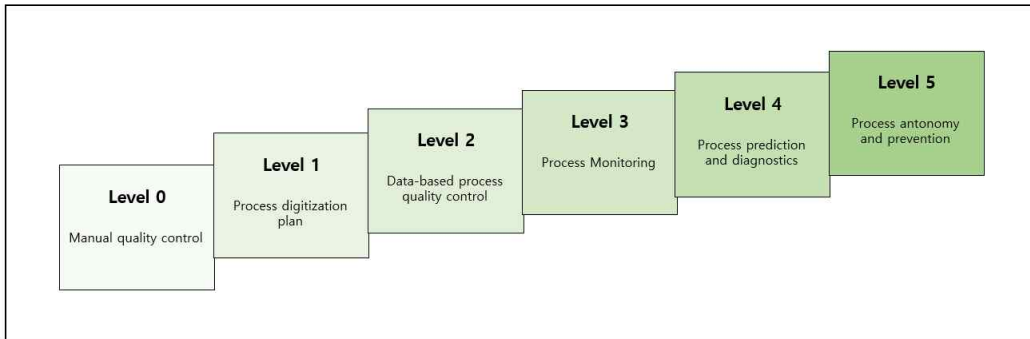 Level 0
Manual quality control
Level 1
Process digitization
plan
Level 2
Data-based process
quality control
Level 3
Process Monitoring
Level 4
Process prediction
and diagnostics
Level 5
Process antonomy
and prevention